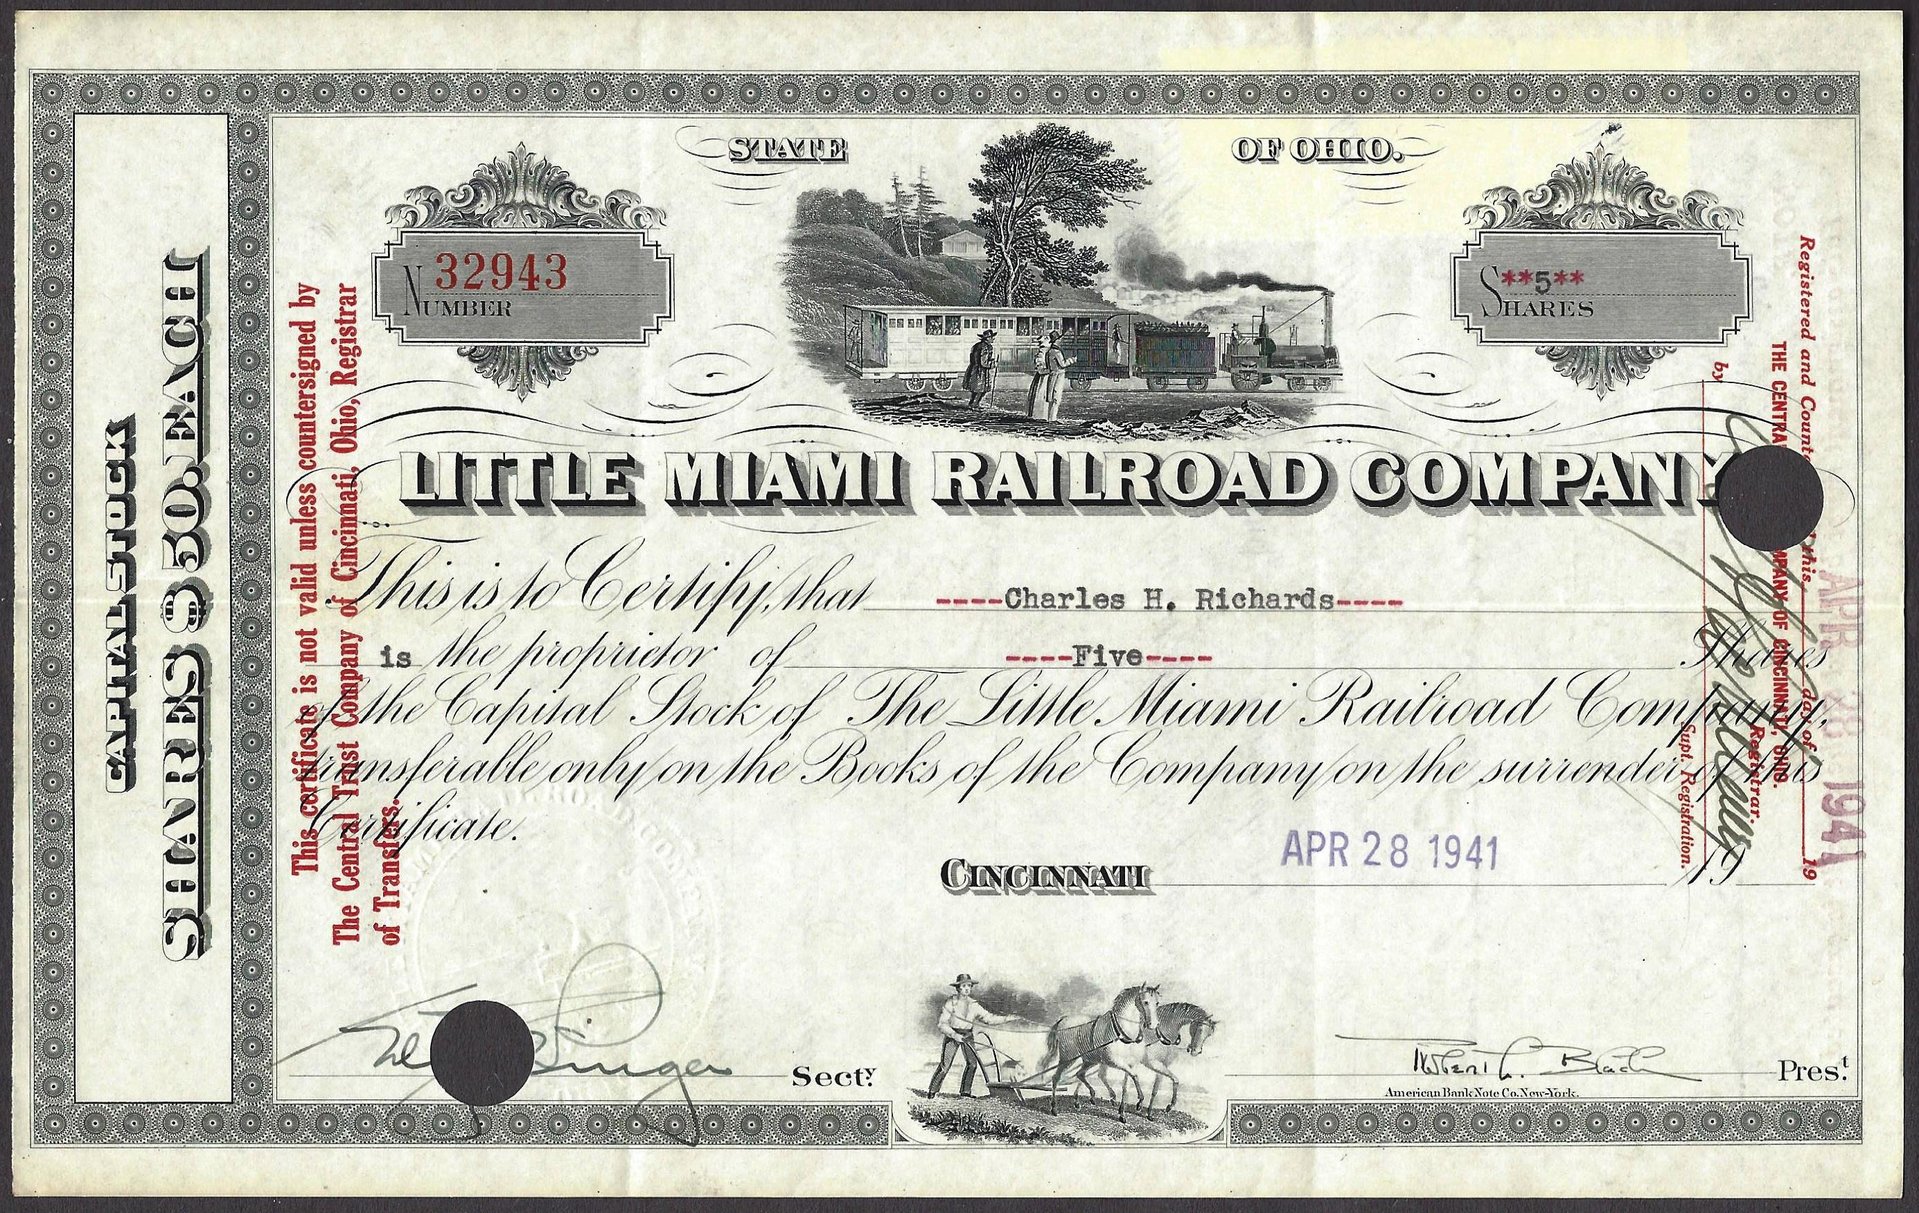 STATE OF OHIO.
NUMBER 32943
SHARES **5**
LITTLE MIAMI RAILROAD COMPANY
This is to Certify, that ----Charles H. Richards----
is the proprietor of ----Five---- Shares
of the Capital Stock of The Little Miami Railroad Company,
transferable only on the Books of the Company on the surrender of this
Certificate.
CINCINNATI APR 28 1941 19
Secty.
Robert L. Black Prest.
American Bank Note Co. New-York.
CAPITAL STOCK
SHARES $50. EACH
This certificate is not valid unless countersigned by
The Central Trust Company of Cincinnati, Ohio, Registrar
of Transfers.
Registered and this day of 19
APR 28 1941
THE CENTRAL COMPANY OF CINCINNATI, OHIO.
Registrar.
by
Supt. Registration.